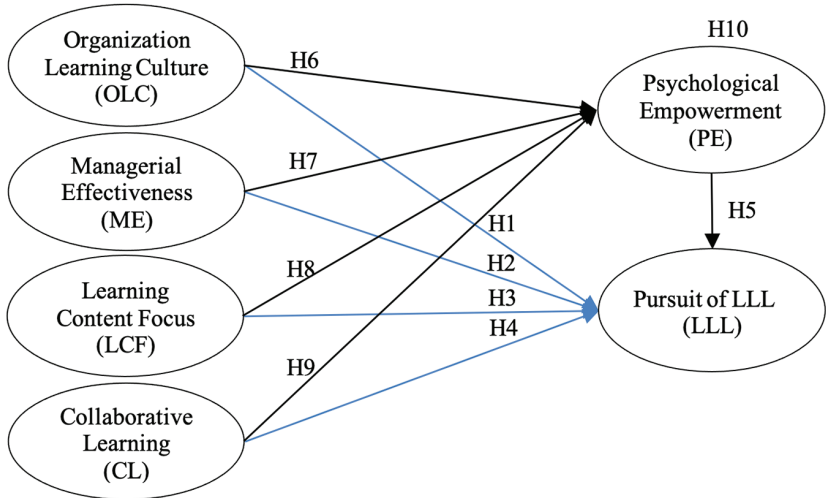 Organization
Learning Culture
(OLC)
H6
H10
Psychological
Empowerment
(PE)
Managerial
Effectiveness
(ME)
H7
H5
H1
H2
Learning
Content Focus
(LCF)
H8
H3
H4
Pursuit of LLL
(LLL)
H9
Collaborative
Learning
(CL)